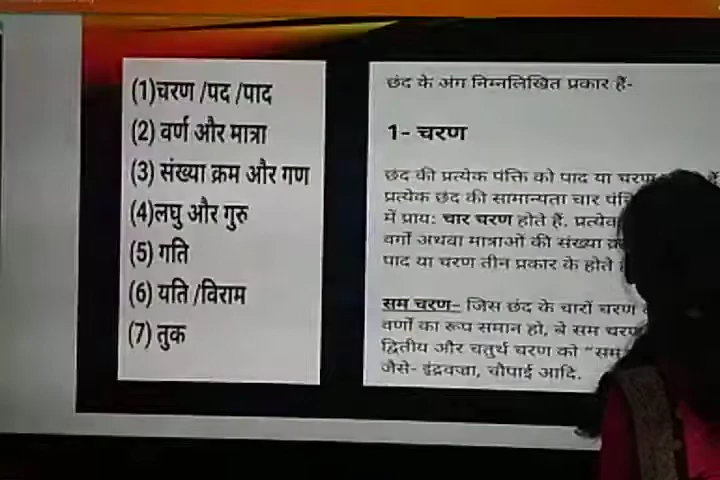 (1)चरण /पद /पाद
(2) वर्ण और मात्रा
(3) संख्या क्रम और गण
(4)लघु और गुरु
(5) गति
(6) यति /विराम
(7) तुक
छंद के अंग निम्नलिखित प्रकार हैं-
1- चरण
छंद की प्रत्येक पंक्ति को पाद या चरण
प्रत्येक छंद की सामान्यता चार
में प्राय: चार चरण होते हैं.
वर्णों अथवा मात्राओं की संख्या
पाद या चरण तीन प्रकार के होते
सम चरण- जिस छंद के चारों चरण
वर्णों का रूप समान हो, वे सम
द्वितीय और चतुर्थ चरण को "सम
जैसे- इंद्रवज्रा, चौपाई आदि.